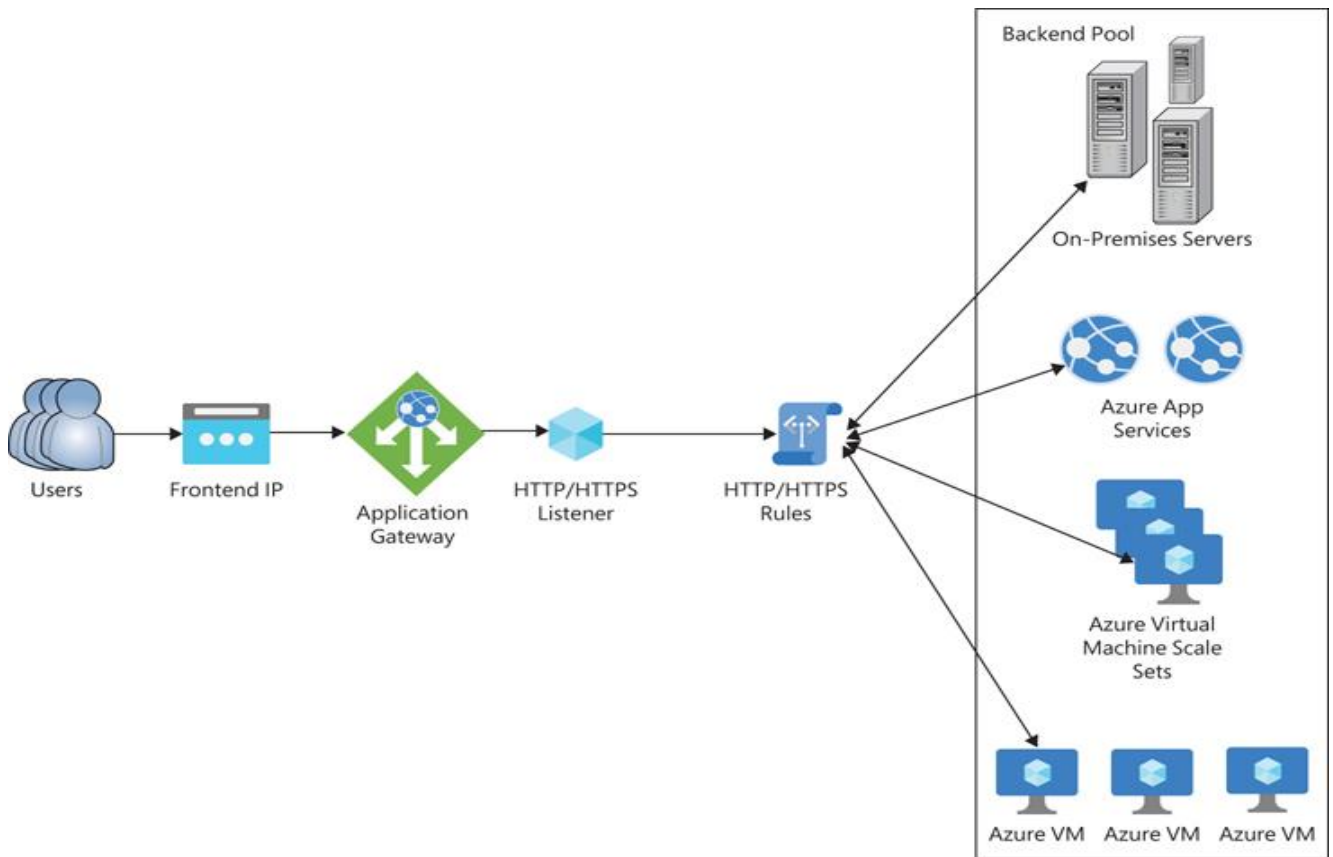 Backend Pool
On-Premises Servers
Azure App
Services
Users
Frontend IP
Application
Gateway
HTTP/HTTPS
Listener
HTTP/HTTPS
Rules
Azure Virtual
Machine Scale
Sets
Azure VM
Azure VM
Azure VM